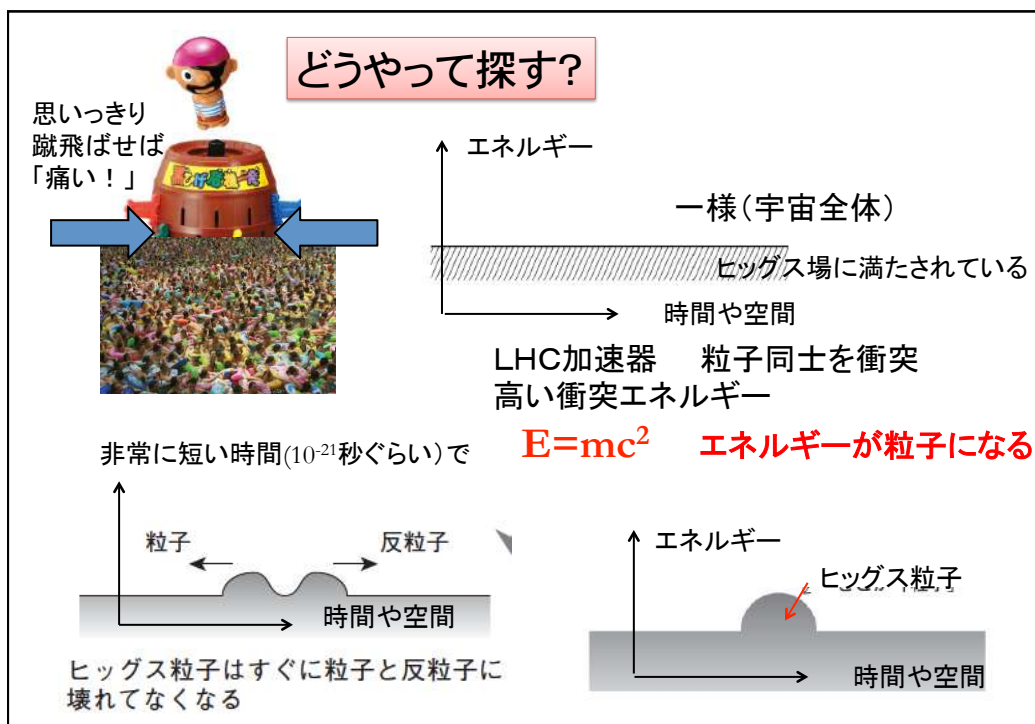 どうやって探す?
思いっきり
蹴飛ばせば
「痛い！」
エネルギー
一様(宇宙全体)
ヒッグス場に満たされている
時間や空間
LHC加速器　粒子同士を衝突
高い衝突エネルギー
E=mc²　エネルギーが粒子になる
非常に短い時間(10⁻²¹秒ぐらい)で
粒子
反粒子
時間や空間
ヒッグス粒子はすぐに粒子と反粒子に
壊れてなくなる
エネルギー
ヒッグス粒子
時間や空間